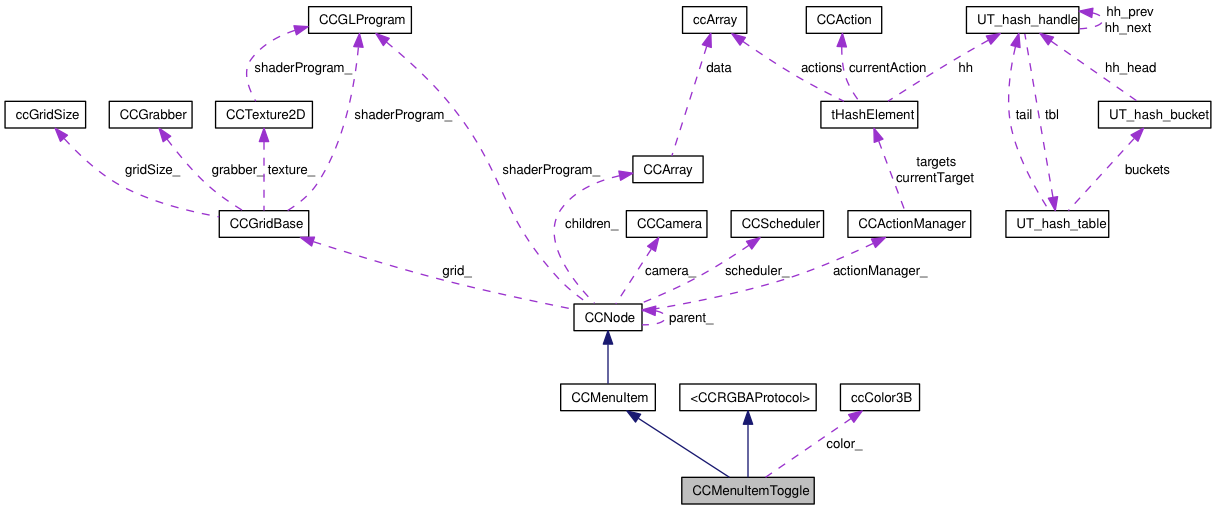 CCGLProgram
ccArray
CCAction
UT_hash_handle
hh_prev
hh_next
shaderProgram_
data
actions
currentAction
hh
hh_head
ccGridSize
CCGrabber
CCTexture2D
shaderProgram_
tHashElement
tail
tbl
UT_hash_bucket
gridSize_
grabber_
texture_
shaderProgram_
CCArray
targets
currentTarget
buckets
CCGridBase
children_
CCCamera
CCScheduler
CCActionManager
UT_hash_table
grid_
camera_
scheduler_
actionManager_
CCNode
parent_
CCMenuItem
<CCRGBAProtocol>
ccColor3B
color_
CCMenuItemToggle